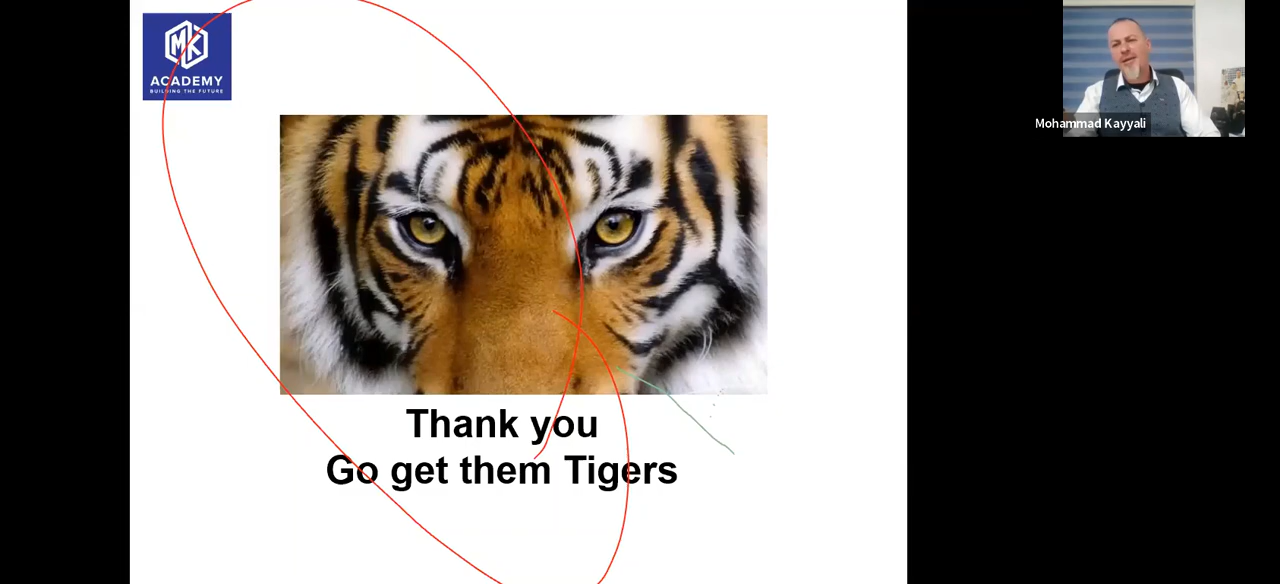 MK
ACADEMY
BUILDING THE FUTURE
Mohammad Kayyali
Thank you
Go get them Tigers